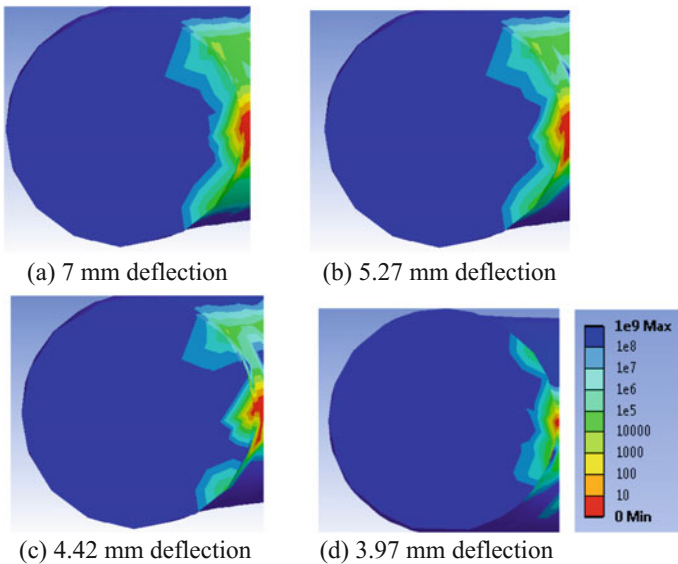 (a) 7 mm deflection
(b) 5.27 mm deflection
1e9 Max
1e8
1e7
1e6
1e5
10000
1000
100
10
0 Min
(c) 4.42 mm deflection
(d) 3.97 mm deflection